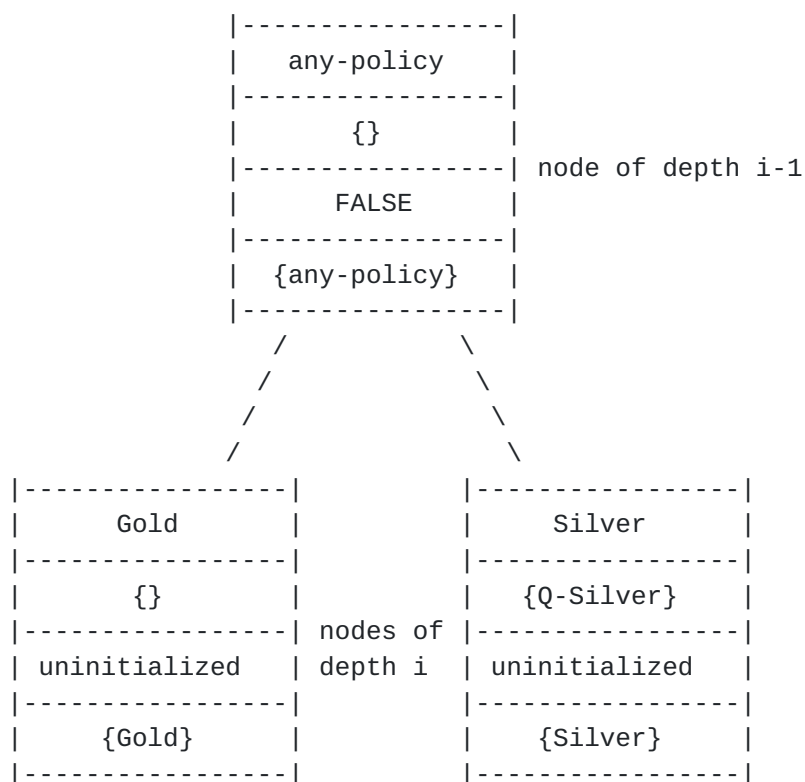 |-----------------|
|   any-policy    |
|-----------------|
|       {}        |
|-----------------| node of depth i-1
|      FALSE      |
|-----------------|
|  {any-policy}   |
|-----------------|
/           \
/             \
/               \
/                 \
|-----------------|          |-----------------|
|      Gold       |          |     Silver      |
|-----------------|          |-----------------|
|       {}        |          |   {Q-Silver}    |
|-----------------| nodes of |-----------------|
| uninitialized   | depth i  | uninitialized   |
|-----------------|          |-----------------|
|     {Gold}      |          |    {Silver}     |
|-----------------|          |-----------------|